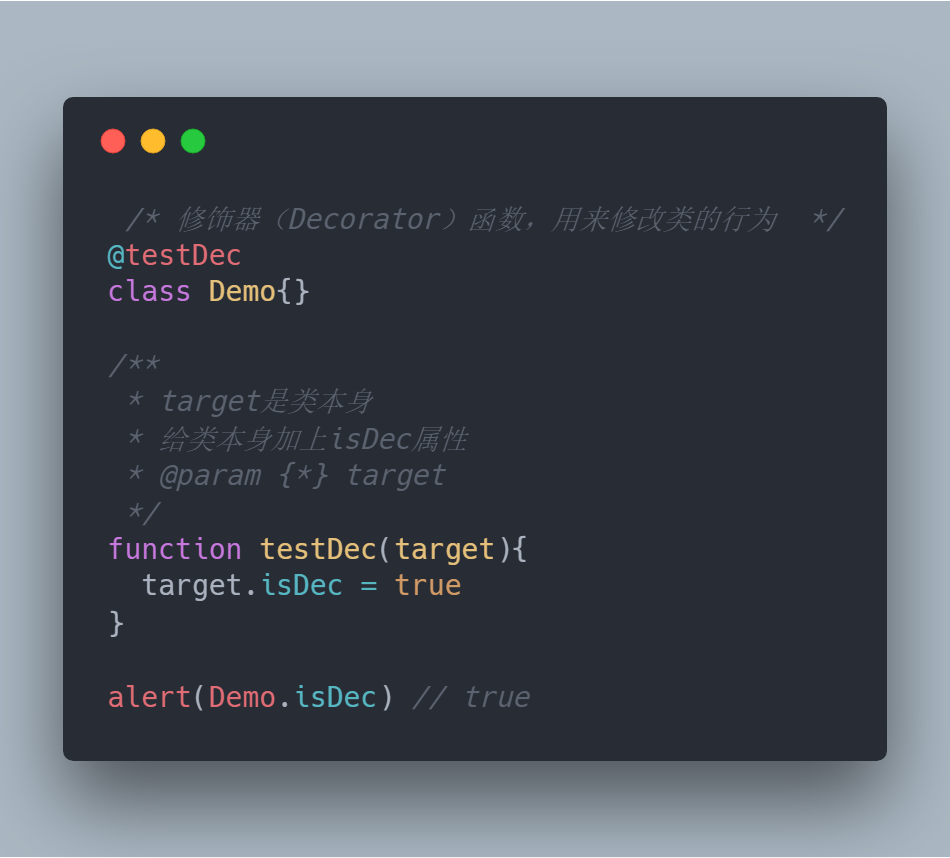 /* 修饰器（Decorator）函数，用来修改类的行为  */
@testDec
class Demo{}
/**
 * target是类本身
 * 给类本身加上isDec属性
 * @param {*} target
 */
function testDec(target){
  target.isDec = true
}
alert(Demo.isDec) // true